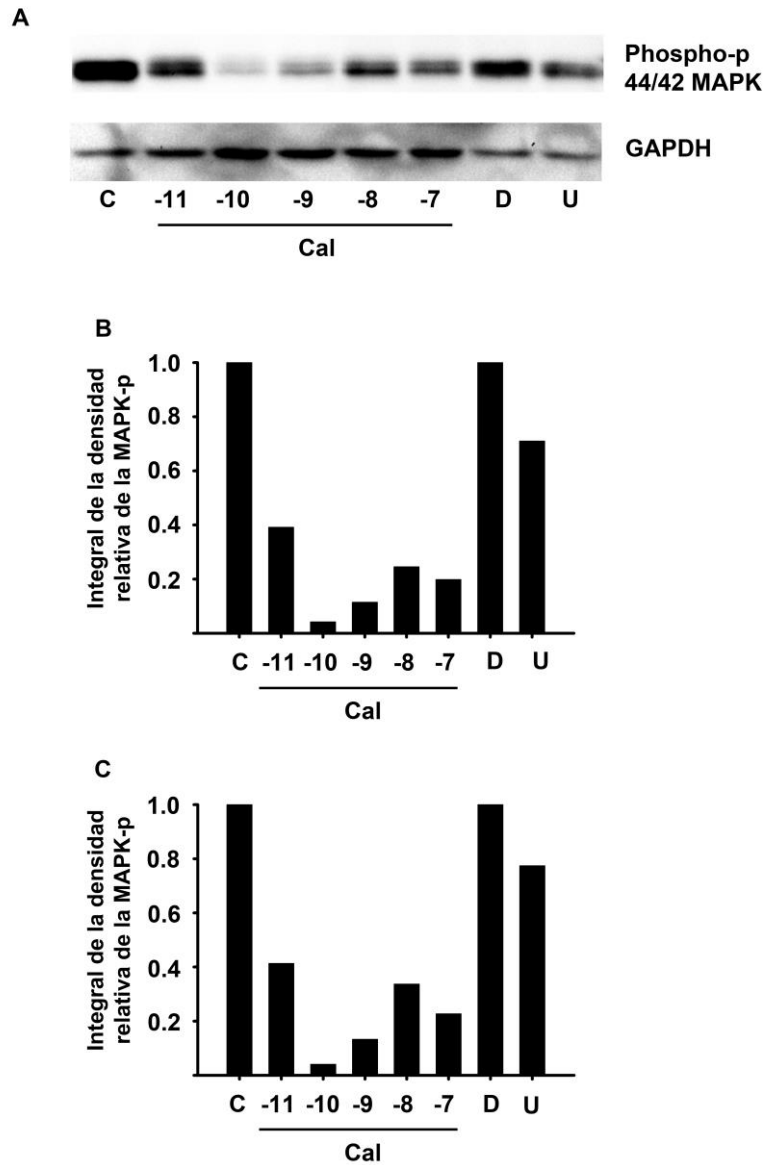 A
Phospho-p
44/42 MAPK
GAPDH
C -11 -10 -9 -8 -7 D U
Cal
B
Integral de la densidad
relativa de la MAPK-p
1.0
0.8
0.6
0.4
0.2
C -11 -10 -9 -8 -7 D U
Cal
C
Integral de la densidad
relativa de la MAPK-p
1.0
0.8
0.6
0.4
0.2
C -11 -10 -9 -8 -7 D U
Cal